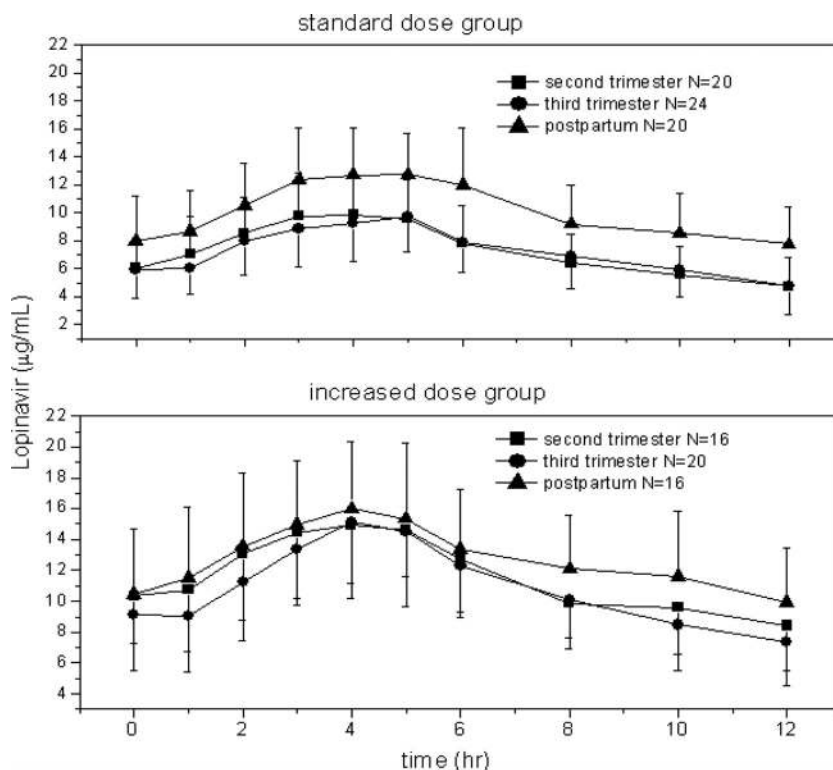 standard dose group
22
20
18
16
14
12
10
8
6
4
2
second trimester N=20
third trimester N=24
postpartum N=20
Lopinavir (μg/mL)
increased dose group
22
20
18
16
14
12
10
8
6
4
second trimester N=16
third trimester N=20
postpartum N=16
0 2 4 6 8 10 12
time (hr)